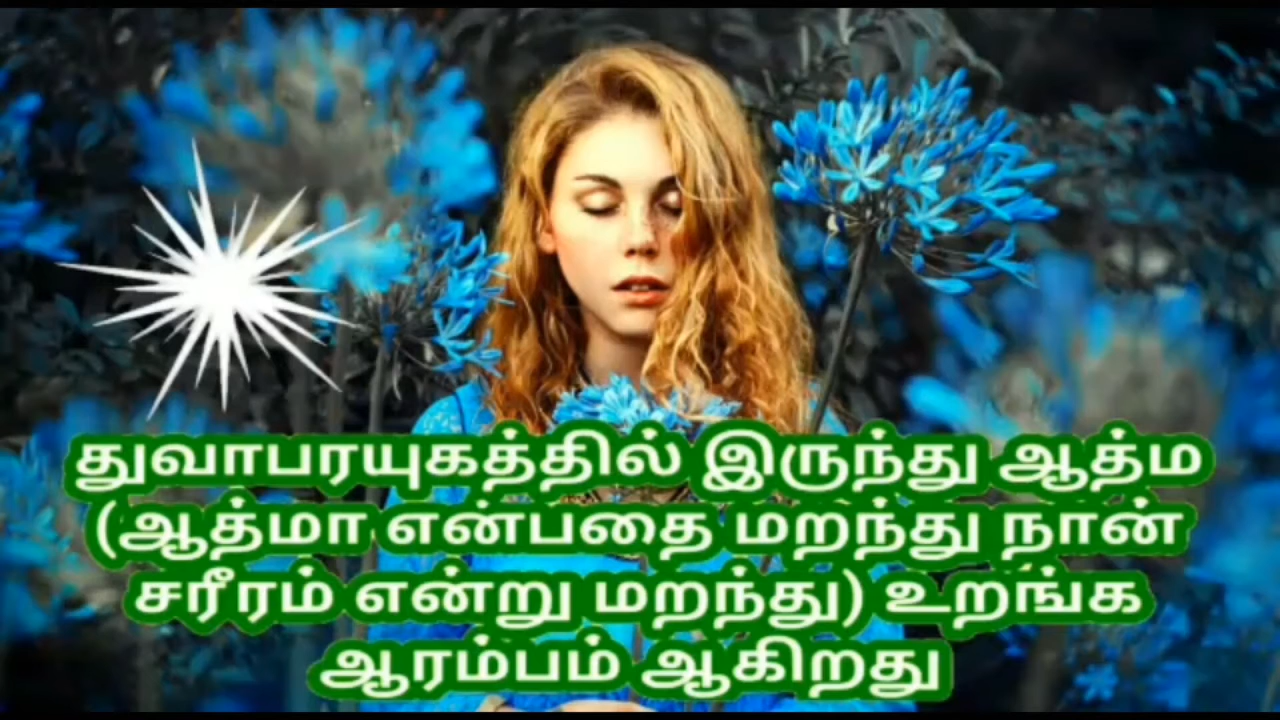 துவாபரயுகத்தில் இருந்து ஆத்ம
(ஆத்மா என்பதை மறந்து நான்
சரீரம் என்று மறந்து) உறங்க
ஆரம்பம் ஆகிறது